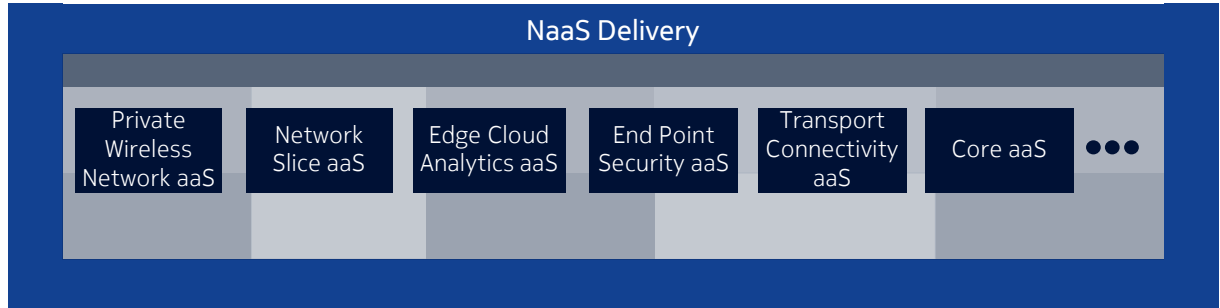 NaaS Delivery
Private
Wireless
Network aaS
Network
Slice aaS
Edge Cloud
Analytics aaS
End Point
Security aaS
Transport
Connectivity
aaS
Core aaS
●●●